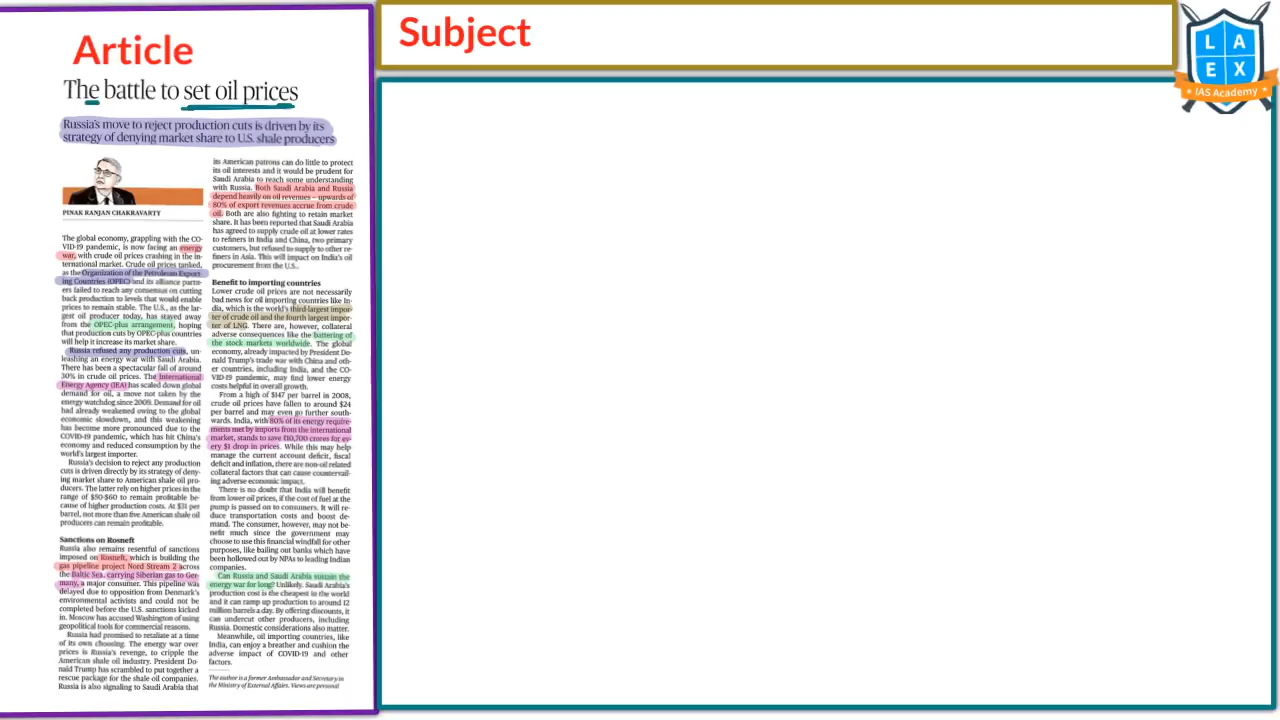 Article
The battle to set oil prices
Russia's move to reject production cuts is driven by its
strategy of denying market share to U.S. shale producers
PINAK RANJAN CHAKRAVARTY
The global economy, grappling with the CO-
VID-19 pandemic, is now facing an energy
war, with crude oil prices crashing in the in-
ternational market. Crude oil prices tanked,
as the Organization of the Petroleum Export-
ing Countries (OPEC) and its alliance partn-
ers failed to reach any consensus on cutting
back production to levels that would enable
prices to remain stable. The U.S., as the lar-
gest oil producer today, has stayed away
from the OPEC-plus arrangement, hoping
that production cuts by OPEC-plus countries
will help it increase its market share.
Russia refused any production cuts, un-
leashing an energy war with Saudi Arabia.
There has been a spectacular fall of around
30% in crude oil prices. The International
Energy Agency (IEA) has scaled down global
demand for oil, a move not taken by the
energy watchdog since 2009. Demand for oil
had already weakened owing to the global
economic slowdown, and this weakening
has become more pronounced due to the
COVID-19 pandemic, which has hit China's
economy and reduced consumption by the
world's largest importer.
Russia's decision to reject any production
cuts is driven directly by its strategy of deny-
ing market share to American shale oil pro-
ducers. The latter rely on higher prices in the
range of $50-$60 to remain profitable be-
cause of higher production costs. At $31 per
barrel, not more than five American shale oil
producers can remain profitable.
Sanctions on Rosneft
Russia also remains resentful of sanctions
imposed on Rosneft, which is building the
gas pipeline project Nord Stream 2 across
the Baltic Sea, carrying Siberian gas to Ger-
many, a major consumer. This pipeline was
delayed due to opposition from Denmark's
environmental activists and could not be
completed before the U.S. sanctions kicked
in. Moscow has accused Washington of using
geopolitical tools for commercial reasons.
Russia had promised to retaliate at a time
of its own choosing. The energy war over
prices is Russia's revenge, to cripple the
American shale oil industry. President Do-
nald Trump has scrambled to put together a
rescue package for the shale oil companies.
Russia is also signaling to Saudi Arabia that
its American patrons can do little to protect
its oil interests and it would be prudent for
Saudi Arabia to reach some understanding
with Russia. Both Saudi Arabia and Russia
depend heavily on oil revenues – upwards of
80% of export revenues accrue from crude
oil. Both are also fighting to retain market
share. It has been reported that Saudi Arabia
has agreed to supply crude oil at lower rates
to refiners in India and China, two primary
customers, but refused to supply to other re-
finers in Asia. This will impact on India's oil
procurement from the U.S..
Benefit to importing countries
Lower crude oil prices are not necessarily
bad news for oil importing countries like In-
dia, which is the world's third-largest impor-
ter of crude oil and the fourth largest impor-
ter of LNG. There are, however, collateral
adverse consequences like the battering of
the stock markets worldwide. The global
economy, already impacted by President Do-
nald Trump's trade war with China and oth-
er countries, including India, and the CO-
VID-19 pandemic, may find lower energy
costs helpful in overall growth.
From a high of $147 per barrel in 2008,
crude oil prices have fallen to around $24
per barrel and may even go further south-
wards. India, with 80% of its energy require-
ments met by imports from the international
market, stands to save ₹10,700 crores for ev-
ery $1 drop in prices. While this may help
manage the current account deficit, fiscal
deficit and inflation, there are non-oil related
collateral factors that can cause countervail-
ing adverse economic impact.
There is no doubt that India will benefit
from lower oil prices, if the cost of fuel at the
pump is passed on to consumers. It will re-
duce transportation costs and boost de-
mand. The consumer, however, may not be-
nefit much since the government may
choose to use this financial windfall for other
purposes, like bailing out banks which have
been hollowed out by NPAs to leading Indian
companies.
Can Russia and Saudi Arabia sustain the
energy war for long? Unlikely. Saudi Arabia's
production cost is the cheapest in the world
and it can ramp up production to around 12
million barrels a day. By offering discounts, it
can undercut other producers, including
Russia. Domestic considerations also matter.
Meanwhile, oil importing countries, like
India, can enjoy a breather and cushion the
adverse impact of COVID-19 and other
factors.
The author is a former Ambassador and Secretary in
the Ministry of External Affairs. Views are personal
Subject
L A
E X
IAS Academy